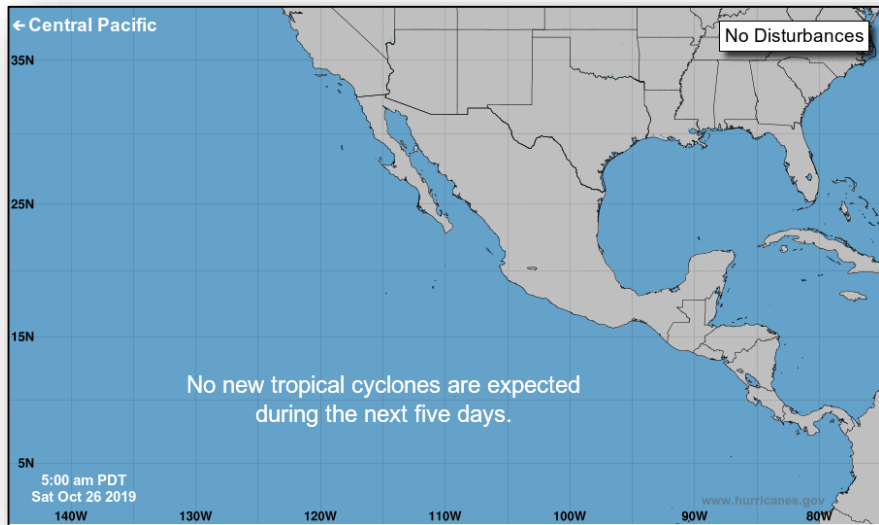 ← Central Pacific
No Disturbances
35N
25N
15N
No new tropical cyclones are expected
during the next five days.
5N
5:00 am PDT
Sat Oct 26 2019
www.hurricanes.gov
140W 130W 120W 110W 100W 90W 80W